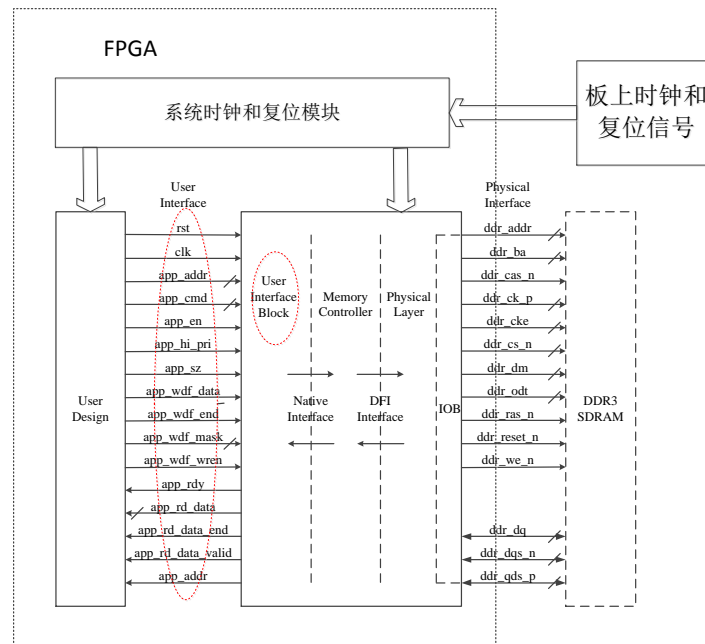 FPGA
系统时钟和复位模块
板上时钟和
复位信号
User
Interface
Physical
Interface
rst
clk
app_addr
app_cmd
app_en
app_hi_pri
app_sz
app_wdf_data
app_wdf_end
app_wdf_mask
app_wdf_wren
app_rdy
app_rd_data
app_rd_data_end
app_rd_data_valid
app_addr
User
Design
User
Interface
Block
Memory
Controller
Physical
Layer
Native
Interface
DFI
Interface
IOB
ddr_addr
ddr_ba
ddr_cas_n
ddr_ck_p
ddr_cke
ddr_cs_n
ddr_dm
ddr_odt
ddr_ras_n
ddr_reset_n
ddr_we_n
ddr_dq
ddr_dqs_n
ddr_qds_p
DDR3
SDRAM